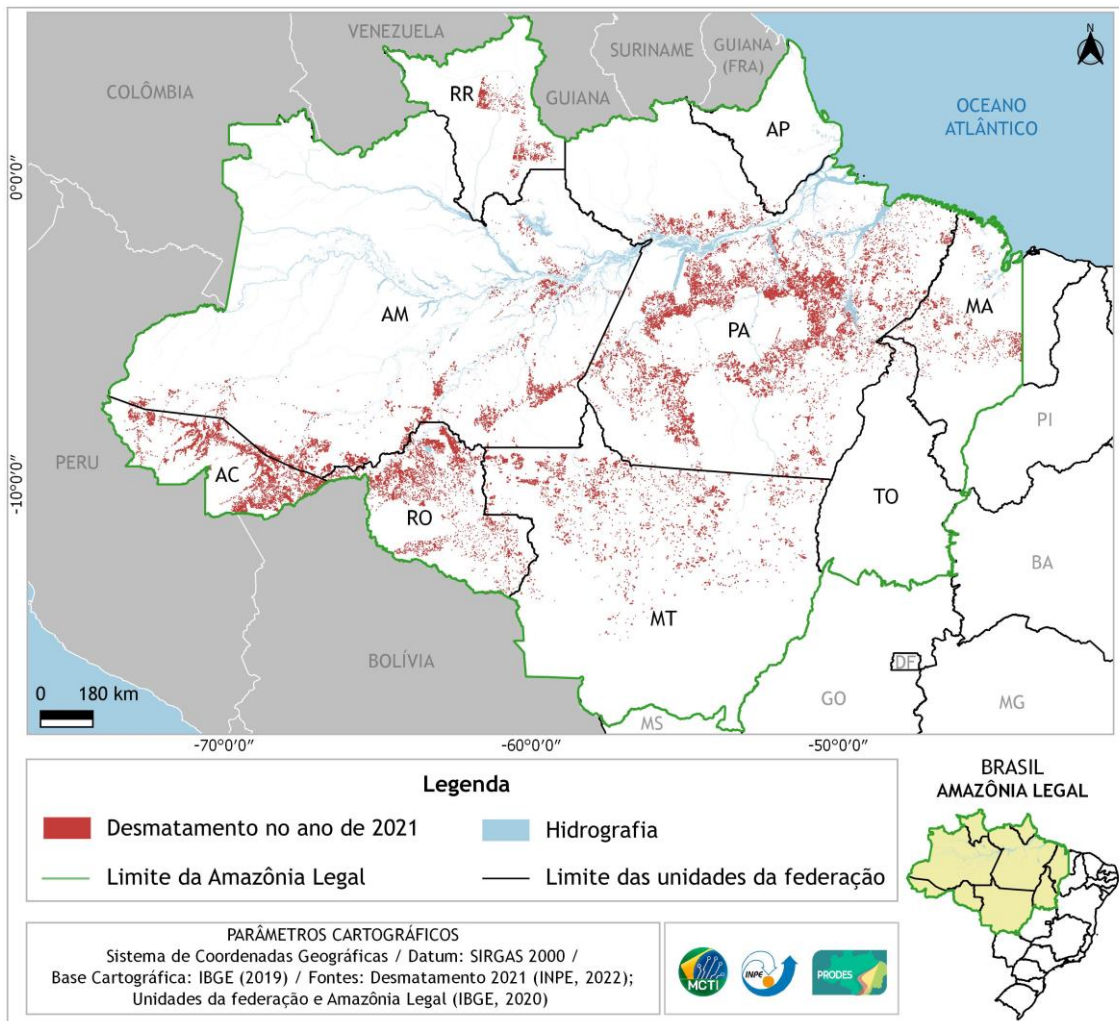 VENEZUELA
SURINAME
GUIANA
(FRA)
COLÔMBIA
RR
GUIANA
AP
OCEANO
ATLÂNTICO
0°0'0"
AM
PA
MA
PERU
AC
-10°0'0"
RO
TO
PI
BA
MT
BOLÍVIA
DF
GO
MG
MS
0 180 km
-70°0'0"
-60°0'0"
-50°0'0"
Legenda
Desmatamento no ano de 2021
Hidrografia
Limite da Amazônia Legal
Limite das unidades da federação
BRASIL
AMAZÔNIA LEGAL
PARÂMETROS CARTOGRÁFICOS
Sistema de Coordenadas Geográficas / Datum: SIRGAS 2000 /
Base Cartográfica: IBGE (2019) / Fontes: Desmatamento 2021 (INPE, 2022);
Unidades da federação e Amazônia Legal (IBGE, 2020)
MCTI
INPE
PRODES